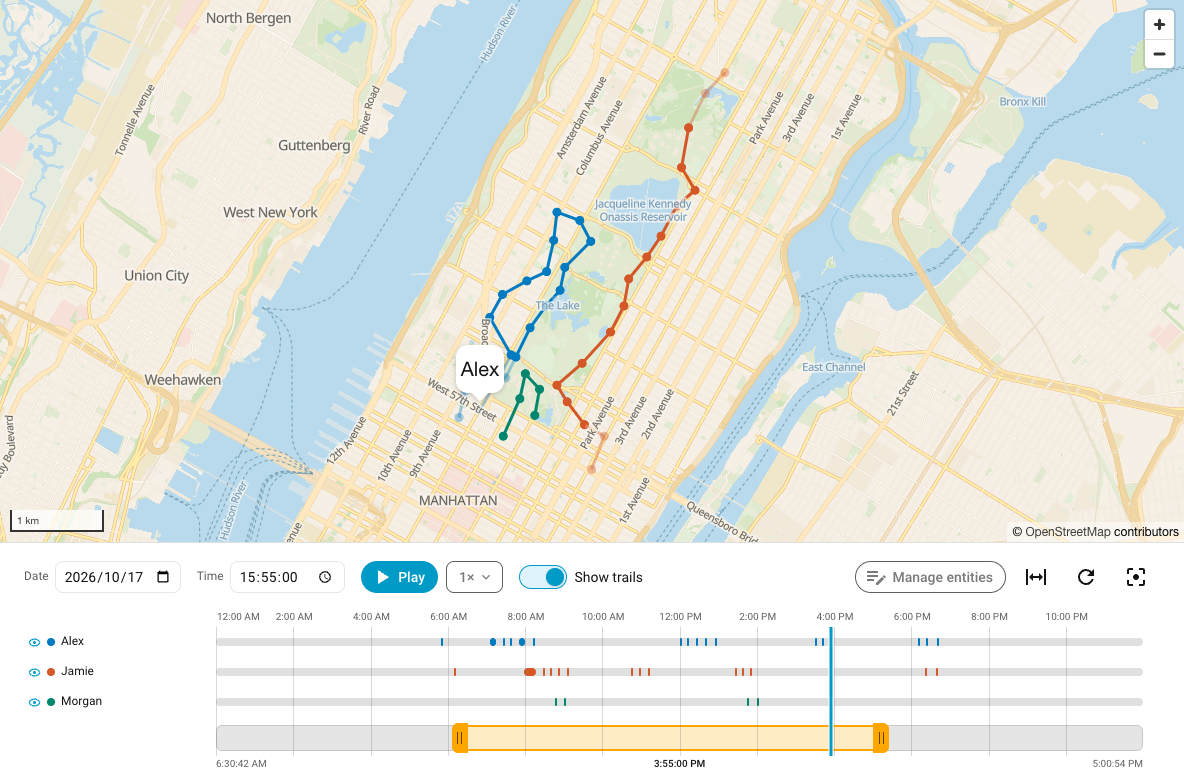 North Bergen
Hudson River
Tonnelle Avenue
River Road
Guttenberg
Amsterdam Avenue
Columbus Avenue
Park Avenue
3rd Avenue
1st Avenue
Bronx Kill
+
−
West New York
Jacqueline Kennedy
Onassis Reservoir
Union City
The Lake
Broad
Alex
East Channel
Weehawken
West 57th Street
12th Avenue
10th Avenue
9th Avenue
Park Avenue
3rd Avenue
2nd Avenue
21st Street
MANHATTAN
1st Avenue
Hudson River
Queensboro Brid
1 km
© OpenStreetMap contributors
Date 2026/10/17 Time 15:55:00 Play 1× Show trails Manage entities
12:00 AM 2:00 AM 4:00 AM 6:00 AM 8:00 AM 10:00 AM 12:00 PM 2:00 PM 4:00 PM 6:00 PM 8:00 PM 10:00 PM
Alex
Jamie
Morgan
6:30:42 AM 3:55:00 PM 5:00:54 PM